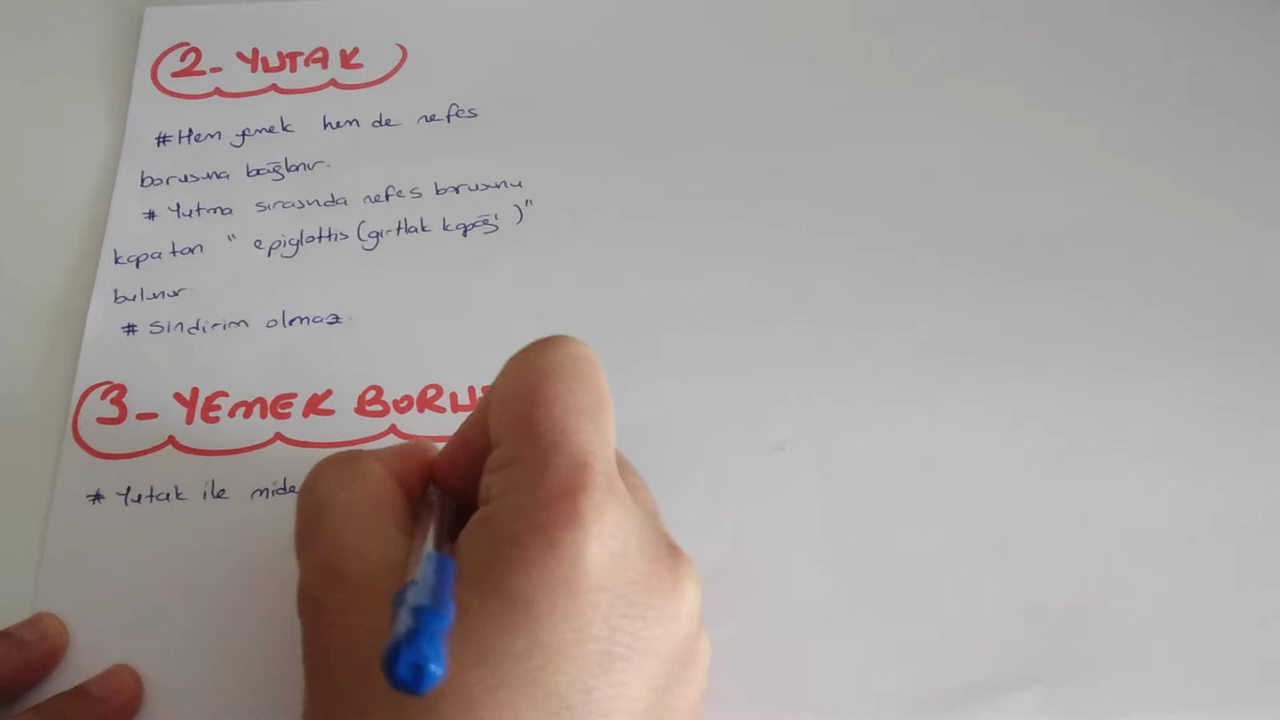 2- YUTAK
# Hem yemek hem de nefes
borusuna bağlanır.
# Yutma sırasında nefes borusunu
kapatan " epiglottis (gırtlak kapağı)"
bulunur
# Sindirim olmaz.
3- YEMEK BORUS
# Yutak ile mide